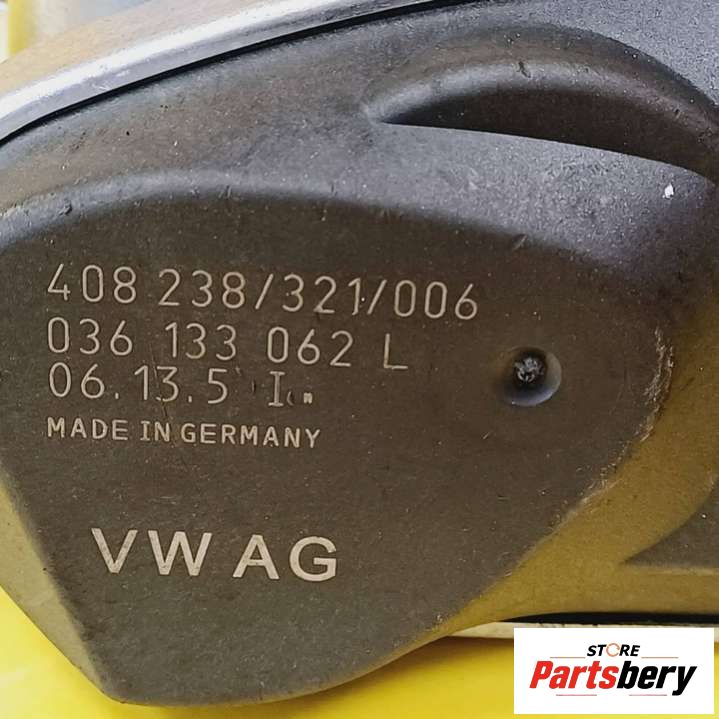 408 238/321/006
036 133 062 L
06.13.5 I
MADE IN GERMANY
VW AG
STORE
Partsbery